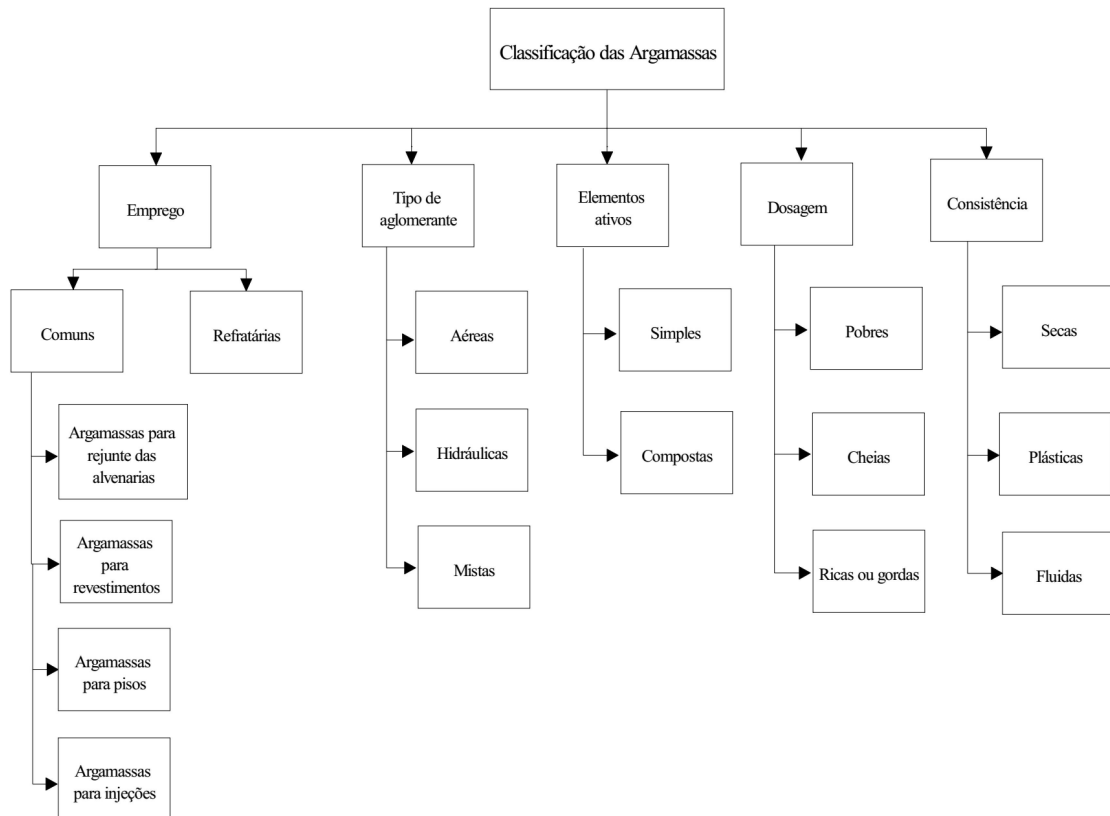 Classificação das Argamassas
Emprego
Tipo de
aglomerante
Elementos
ativos
Dosagem
Consistência
Comuns
Refratárias
Aéreas
Simples
Pobres
Secas
Argamassas para
rejunte das
alvenarias
Hidráulicas
Compostas
Cheias
Plásticas
Argamassas
para
revestimentos
Mistas
Ricas ou gordas
Fluidas
Argamassas
para pisos
Argamassas
para injeções